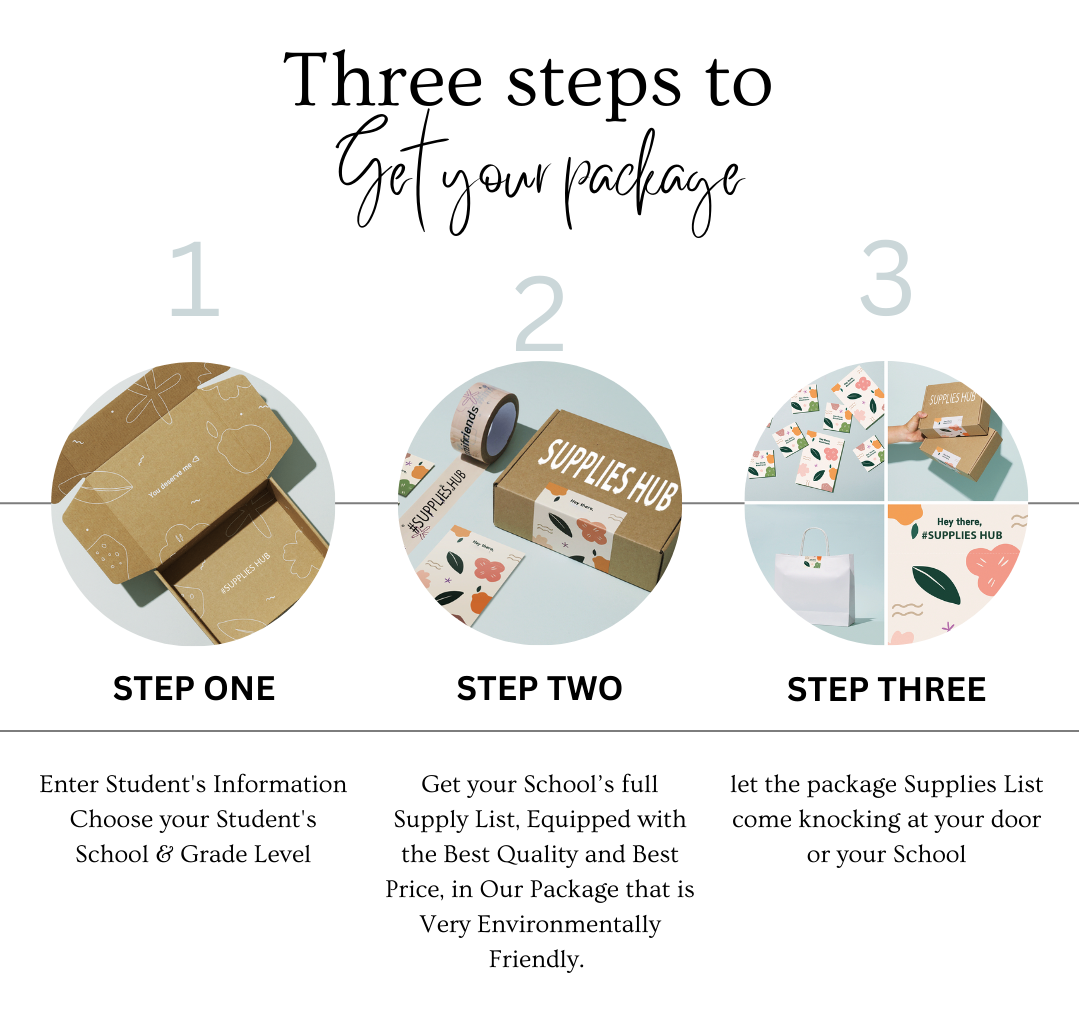 Three steps to
Get your package
1
2
3
You deserve me <3
#SUPPLIES HUB
friends
#SUPPLIES HUB
SUPPLIES HUB
Hey there,
Hey there,
SUPPLIES HUB
Hey there,
#SUPPLIES HUB
STEP ONE
STEP TWO
STEP THREE
Enter Student's Information
Choose your Student's
School & Grade Level
Get your School’s full
Supply List, Equipped with
the Best Quality and Best
Price, in Our Package that is
Very Environmentally
Friendly.
let the package Supplies List
come knocking at your door
or your School